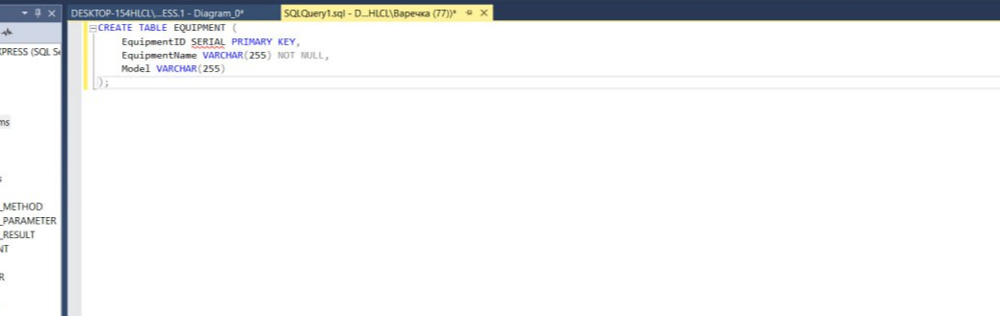 DESKTOP-154HLCL\...ESS.1 - Diagram_0*
SQLQuery1.sql - D...HLCL\Варечка (77))*
XPRESS (SQL Se
ms
_METHOD
_PARAMETER
_RESULT
NT
R
CREATE TABLE EQUIPMENT (
EquipmentID SERIAL PRIMARY KEY,
EquipmentName VARCHAR(255) NOT NULL,
Model VARCHAR(255)
);